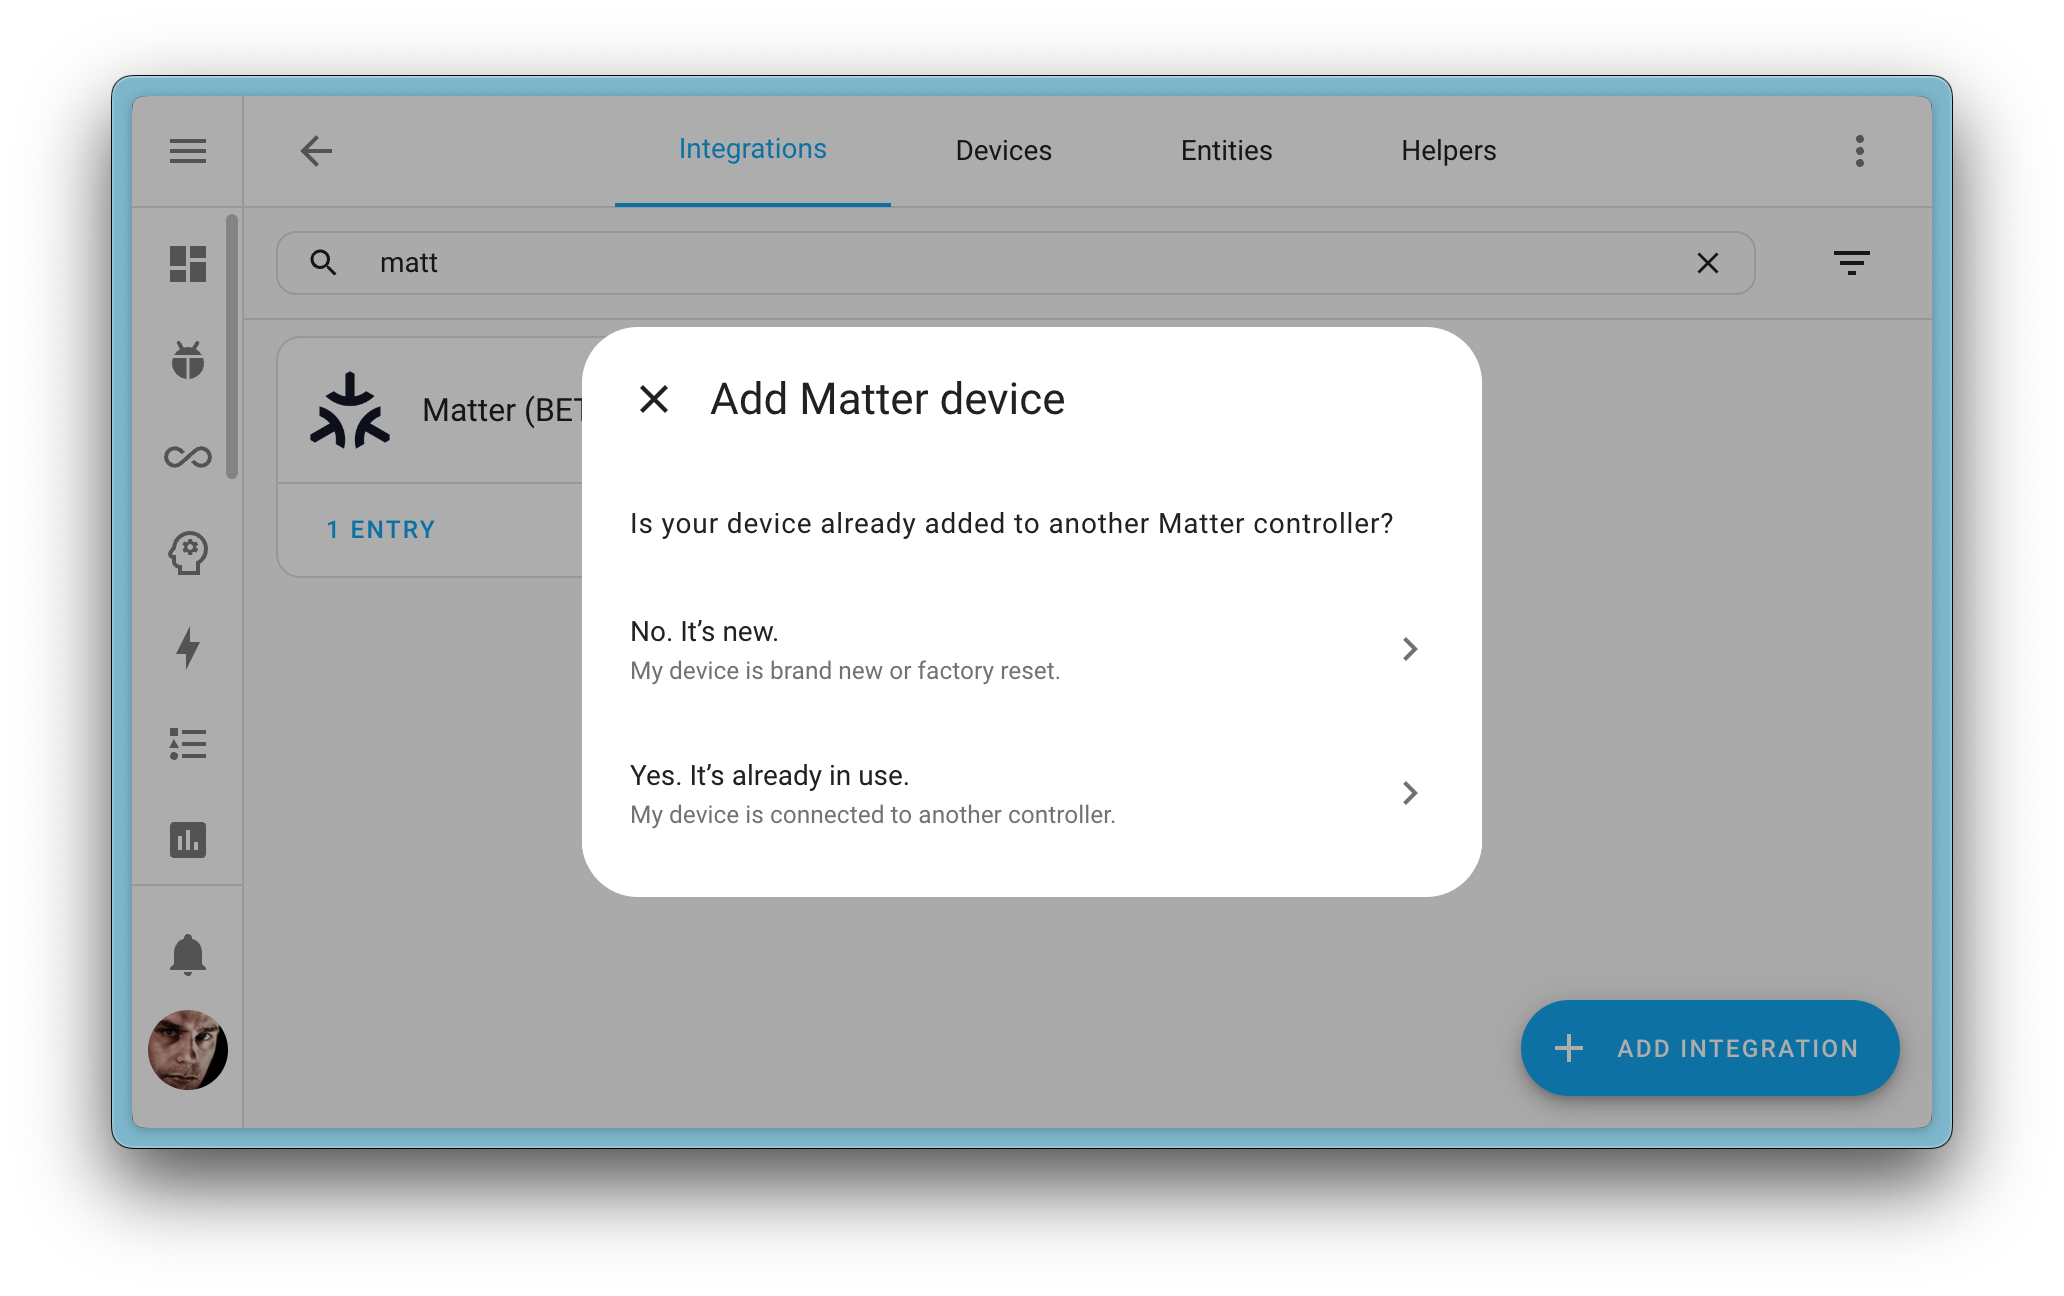 Integrations
Devices
Entities
Helpers
matt
Matter (BET
1 ENTRY
Add Matter device
Is your device already added to another Matter controller?
No. It’s new.
My device is brand new or factory reset.
Yes. It’s already in use.
My device is connected to another controller.
ADD INTEGRATION